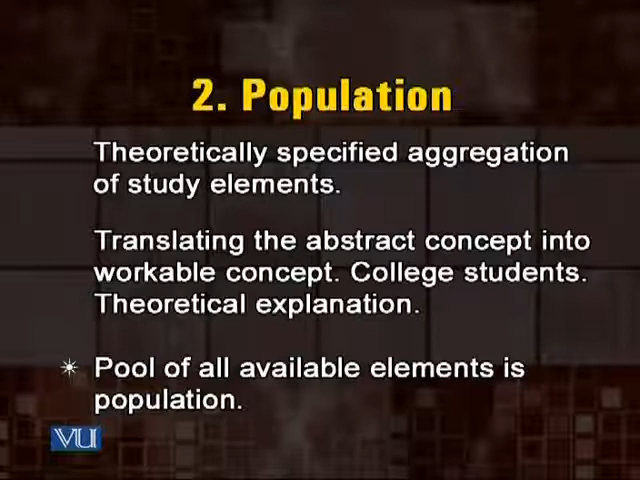 2. Population
Theoretically specified aggregation
of study elements.
Translating the abstract concept into
workable concept. College students.
Theoretical explanation.
Pool of all available elements is
population.
VU